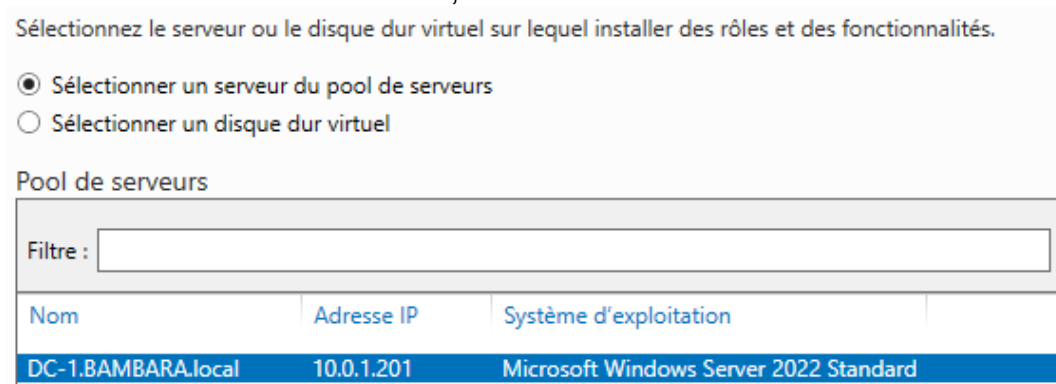 Sélectionnez le serveur ou le disque dur virtuel sur lequel installer des rôles et des fonctionnalités.
Sélectionner un serveur du pool de serveurs
Sélectionner un disque dur virtuel
Pool de serveurs
Filtre :
Nom Adresse IP Système d'exploitation
DC-1.BAMBARA.local 10.0.1.201 Microsoft Windows Server 2022 Standard